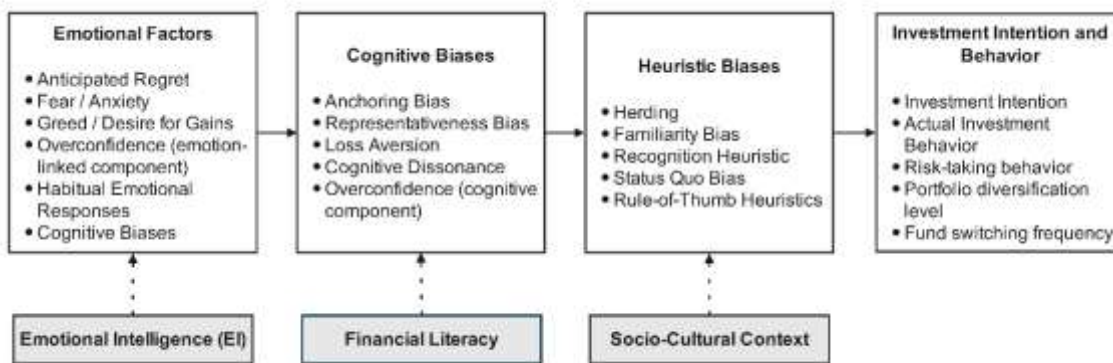 Emotional Factors
• Anticipated Regret
• Fear / Anxiety
• Greed / Desire for Gains
• Overconfidence (emotion-
linked component)
• Habitual Emotional
Responses
• Cognitive Biases
Cognitive Biases
• Anchoring Bias
• Representativeness Bias
• Loss Aversion
• Cognitive Dissonance
• Overconfidence (cognitive
component)
Heuristic Biases
• Herding
• Familiarity Bias
• Recognition Heuristic
• Status Quo Bias
• Rule-of-Thumb Heuristics
Investment Intention and
Behavior
• Investment Intention
• Actual Investment
Behavior
• Risk-taking behavior
• Portfolio diversification
level
• Fund switching frequency
Emotional Intelligence (EI)
Financial Literacy
Socio-Cultural Context